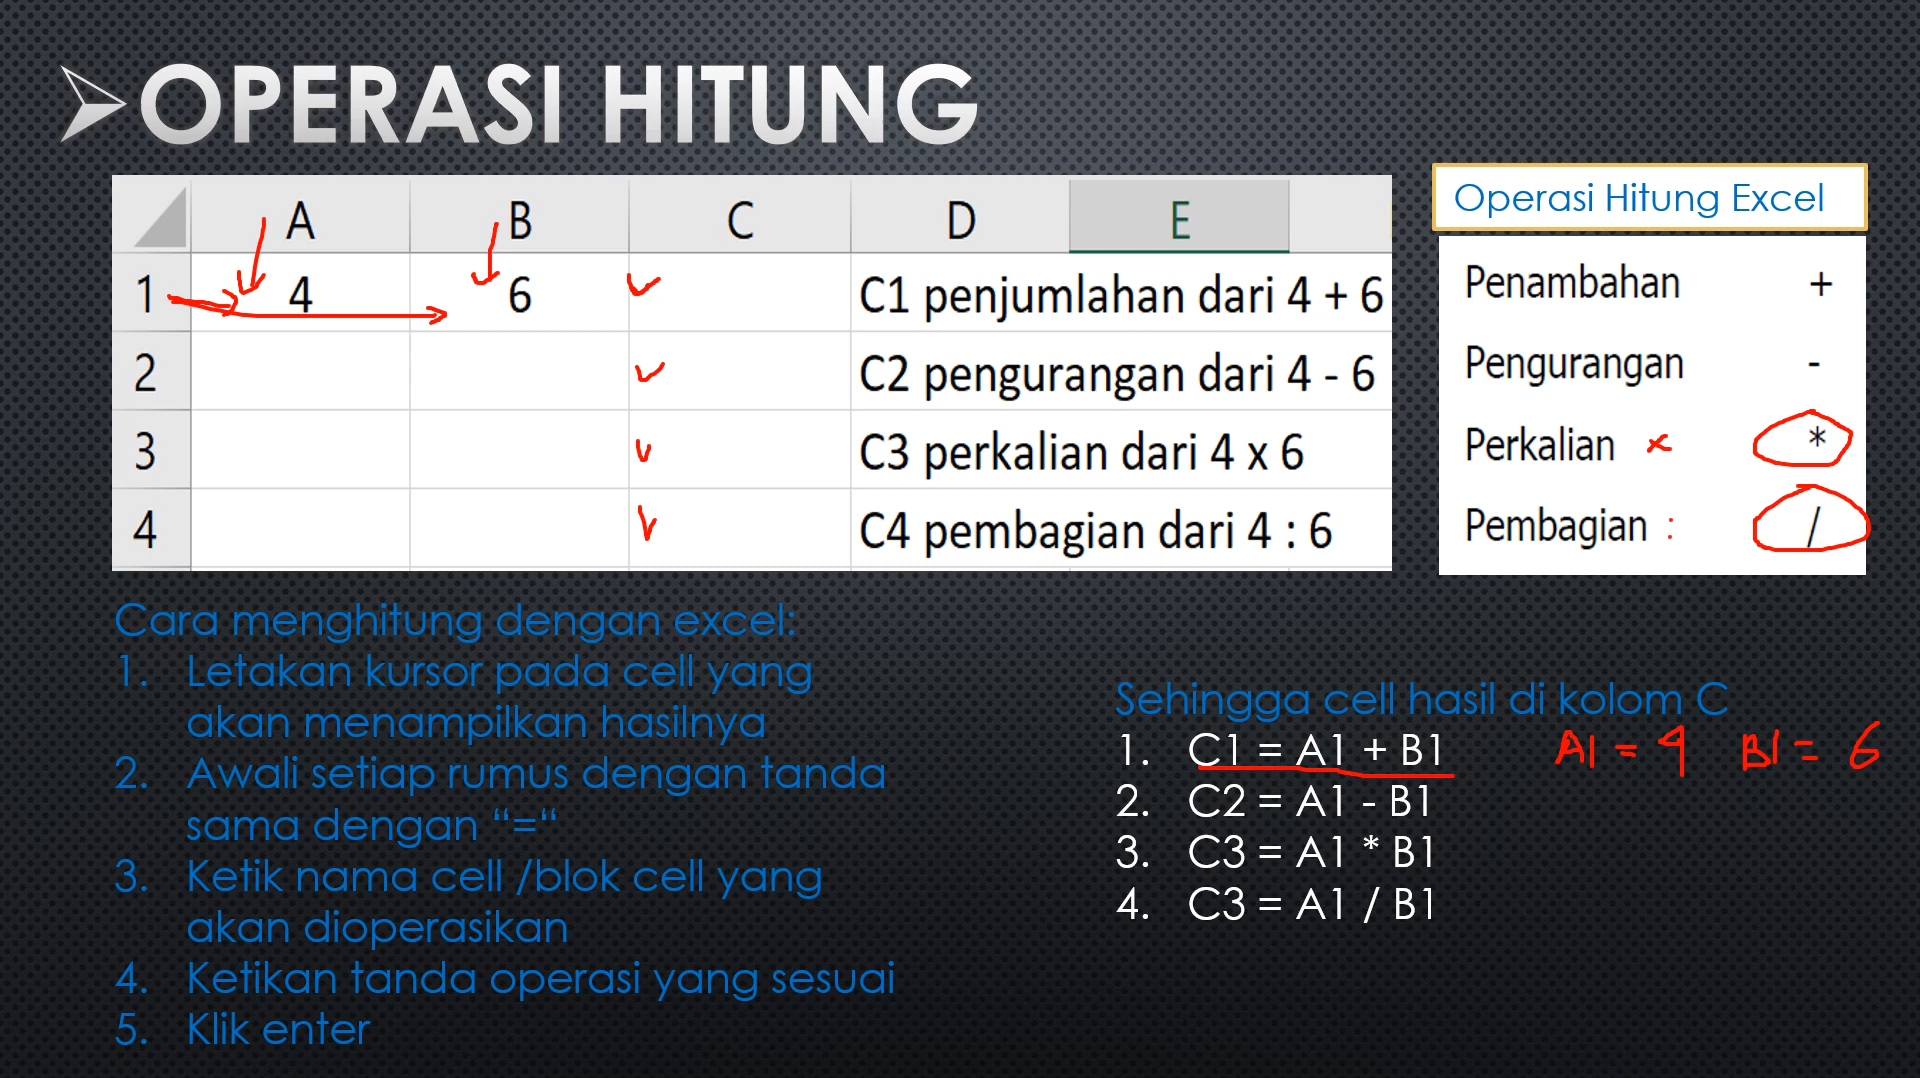 OPERASI HITUNG
A B C D E
1 4 6 C1 penjumlahan dari 4 + 6
2 C2 pengurangan dari 4 - 6
3 C3 perkalian dari 4 x 6
4 C4 pembagian dari 4 : 6
Operasi Hitung Excel
Penambahan +
Pengurangan -
Perkalian × *
Pembagian : /
Cara menghitung dengan excel:
1. Letakan kursor pada cell yang
akan menampilkan hasilnya
2. Awali setiap rumus dengan tanda
sama dengan “=“
3. Ketik nama cell /blok cell yang
akan dioperasikan
4. Ketikan tanda operasi yang sesuai
5. Klik enter
Sehingga cell hasil di kolom C
1. C1 = A1 + B1 A1 = 4 B1 = 6
2. C2 = A1 - B1
3. C3 = A1 * B1
4. C3 = A1 / B1